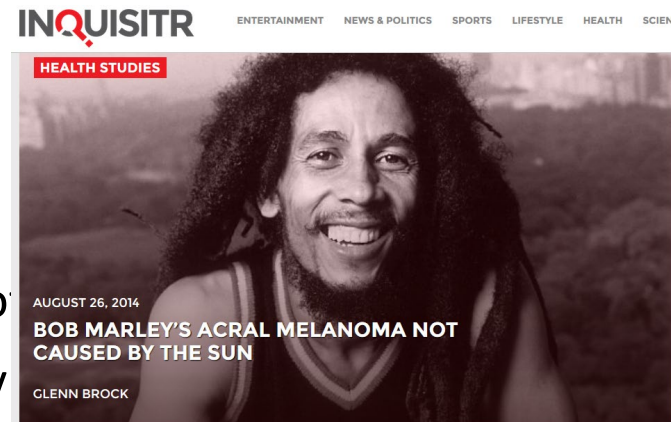 INQUISITR
ENTERTAINMENT NEWS & POLITICS SPORTS LIFESTYLE HEALTH
HEALTH STUDIES
AUGUST 26, 2014
BOB MARLEY'S ACRAL MELANOMA NOT
CAUSED BY THE SUN
GLENN BROCK